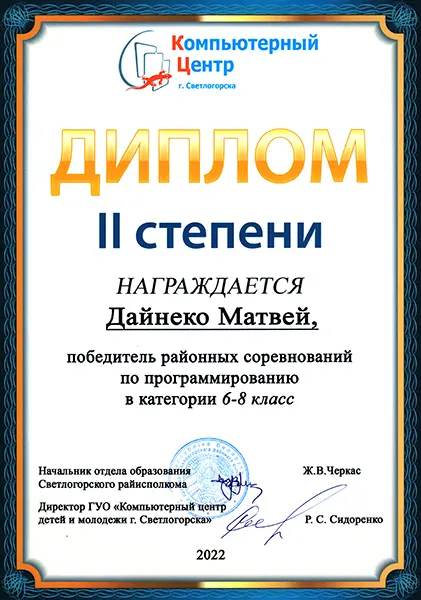 Компьютерный
Центр
г. Светлогорска
ДИПЛОМ
II степени
НАГРАЖДАЕТСЯ
Дайнеко Матвей,
победитель районных соревнований
по программированию
в категории 6-8 класс
Начальник отдела образования
Светлогорского райисполкома
Ж.В.Черкас
Директор ГУО «Компьютерный центр
детей и молодежи г. Светлогорска»
Р. С. Сидоренко
2022